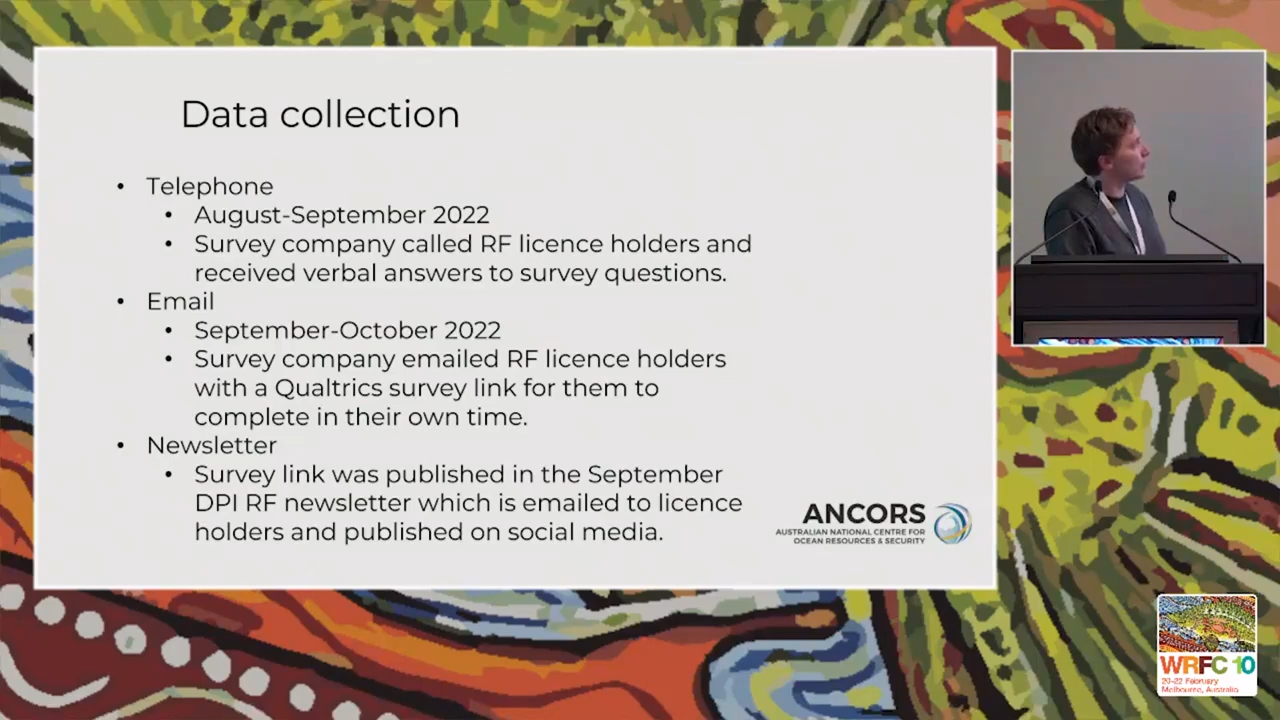 Data collection
• Telephone
• August-September 2022
• Survey company called RF licence holders and
received verbal answers to survey questions.
• Email
• September-October 2022
• Survey company emailed RF licence holders
with a Qualtrics survey link for them to
complete in their own time.
• Newsletter
• Survey link was published in the September
DPI RF newsletter which is emailed to licence
holders and published on social media.
ANCORS
AUSTRALIAN NATIONAL CENTRE FOR
OCEAN RESOURCES & SECURITY
WRFC 10
20-22 February
Melbourne, Australia